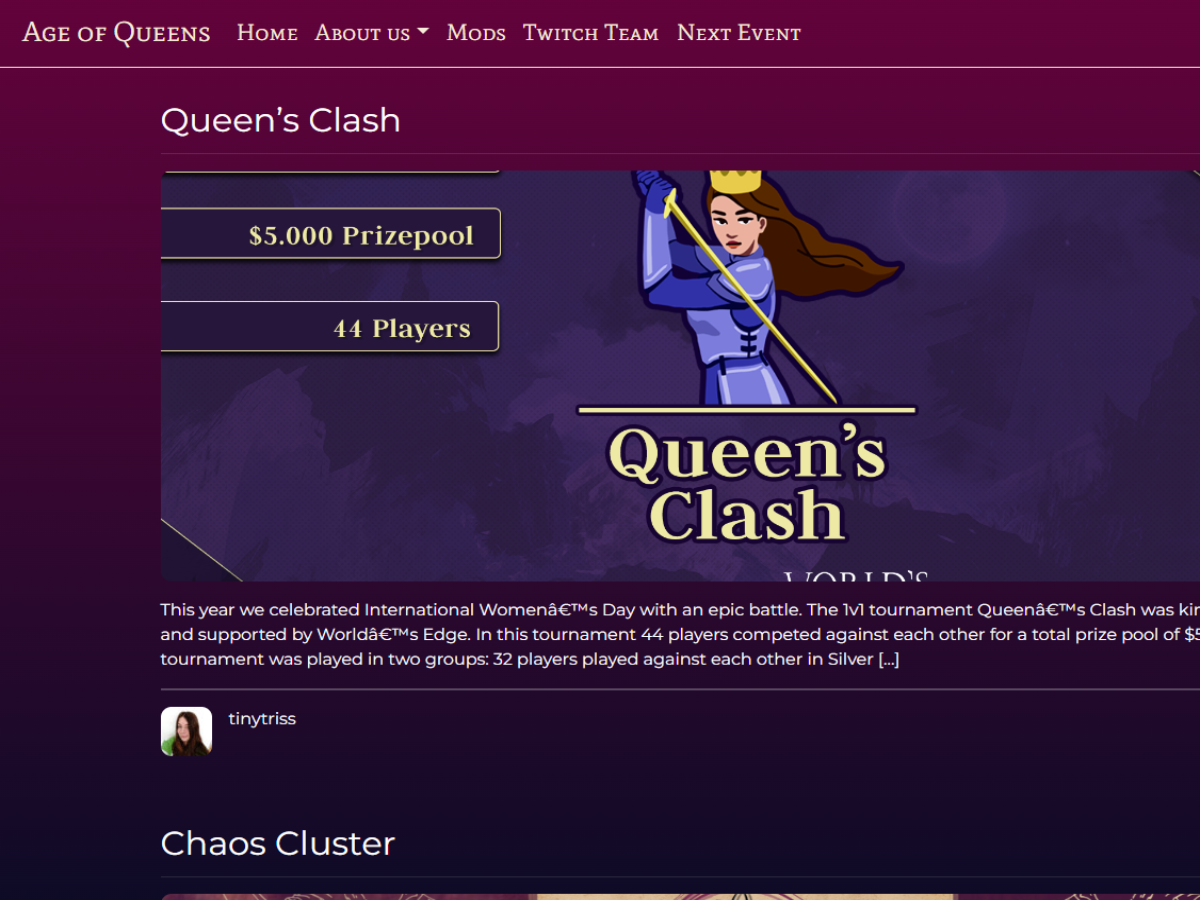 Age of Queens Home About us Mods Twitch Team Next Event
Queen’s Clash
$5.000 Prizepool
44 Players
Queen’s
Clash
WORLD’S
This year we celebrated International Womenâ€™s Day with an epic battle. The 1v1 tournament Queenâ€™s Clash was
and supported by Worldâ€™s Edge. In this tournament 44 players competed against each other for a total prize pool of
tournament was played in two groups: 32 players played against each other in Silver [...]
tinytriss
Chaos Cluster